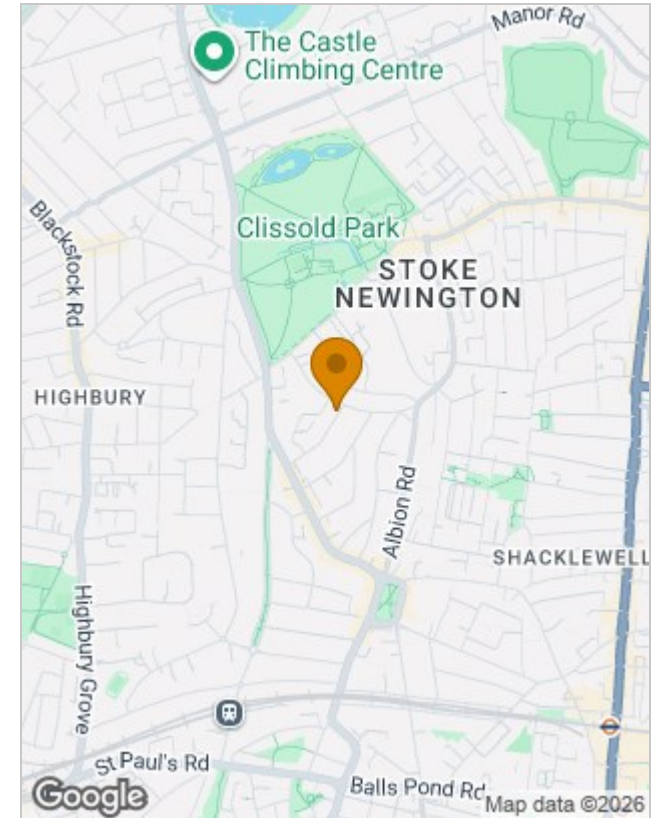 Manor Rd
The Castle
Climbing Centre
Blackstock Rd
Clissold Park
STOKE
NEWINGTON
HIGHBURY
Albion Rd
SHACKLEWELL
Highbury Grove
St Paul's Rd
Balls Pond Rd
Google
Map data ©2026